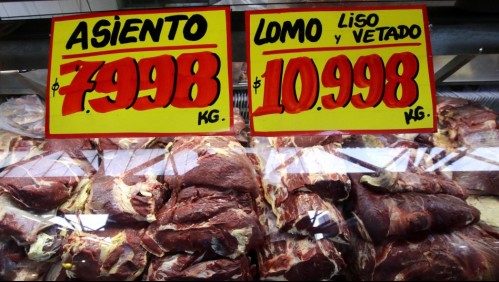 ASIENTO
$7.998
KG.
LOMO LISO Y VETADO
$10.998
KG.